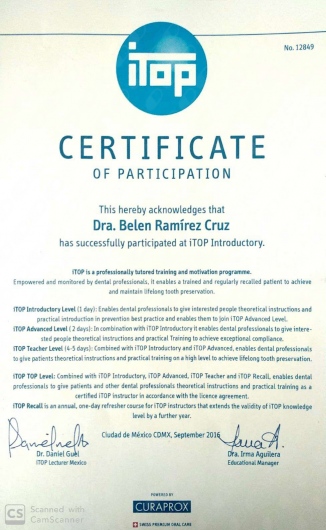 iTop
No. 12849
CERTIFICATE
OF PARTICIPATION
This hereby acknowledges that
Dra. Belen Ramírez Cruz
has successfully participated at iTOP Introductory.
iTOP is a professionally tutored training and motivation programme.
Empowered and monitored by dental professionals, it enables a trained and regularly recalled patient to achieve
and maintain lifelong tooth preservation.
iTOP Introductory Level (1 day): Enables dental professionals to give interested people theoretical instructions and
practical introduction in prevention best practice and enables them to join iTOP Advanced Level.
iTOP Advanced Level (2 days): In combination with iTOP Introductory it enables dental professionals to give intere-
sted people theoretical instructions and practical training to achieve exceptional compliance.
iTOP Teacher Level (4-5 days): Combined with iTOP Introductory and iTOP Advanced, enables dental professionals
to give patients theoretical instructions and practical training on a high level to achieve lifelong tooth preservation.
iTOP TOP Level: Combined with iTOP Introductory, iTOP Advanced, iTOP Teacher and iTOP Recall, enables dental
professionals to give patients and other dental professionals theoretical instructions and practical training as a
certified iTOP instructor in accordance with the licence agreement.
iTOP Recall is an annual, one-day refresher course for iTOP instructors that extends the validity of iTOP knowledge
level by a further year.
Ciudad de México CDMX, September 2016
Dr. Daniel Guel
iTOP Lecturer Mexico
Dra. Irma Aguilera
Educational Manager
POWERED BY
CURAPROX
SWISS PREMIUM ORAL CARE
CS
Scanned with
CamScanner